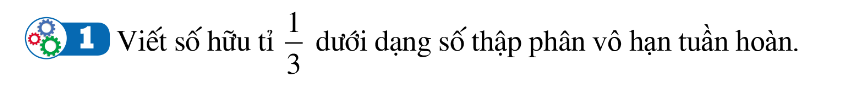 1 Viết số hữu tỉ 1/3 dưới dạng số thập phân vô hạn tuần hoàn.